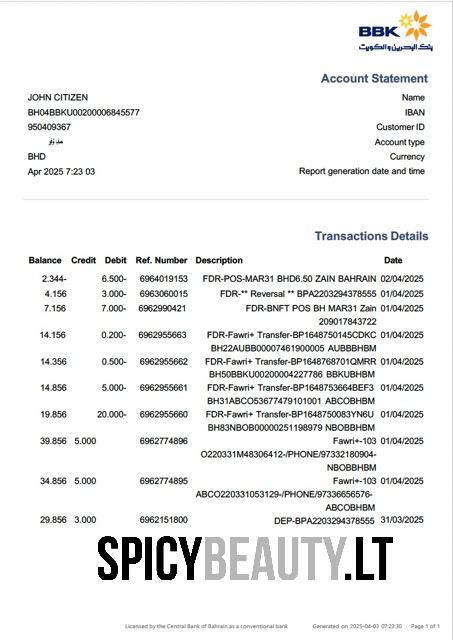 BBK
بنك البحرين والكويت
Account Statement
JOHN CITIZEN Name
BH04BBKU00200006845577 IBAN
950409367 Customer ID
Account type
BHD Currency
Apr 2025 7:23 03 Report generation date and time
Transactions Details
Balance Credit Debit Ref. Number Description Date
2.344- 6.500- 6964019153 FDR-POS-MAR31 BHD6.50 ZAIN BAHRAIN 02/04/2025
4.156 3.000- 6963060015 FDR-** Reversal ** BPA2203294378555 01/04/2025
7.156 7.000- 6962990421 FDR-BNFT POS BH MAR31 Zain 01/04/2025
209017843722
14.156 0.200- 6962955663 FDR-Fawri+ Transfer-BP1648750145CDKC 01/04/2025
BH22AUBB00007461900005 AUBBBHBM
14.356 0.500- 6962955662 FDR-Fawri+ Transfer-BP1648768701QMRR 01/04/2025
BH50BBKU00200004227786 BBKUBHBM
14.856 5.000- 6962955661 FDR-Fawri+ Transfer-BP1648753664BEF3 01/04/2025
BH31ABCO53677479101001 ABCOBHBM
19.856 20.000- 6962955660 FDR-Fawri+ Transfer-BP1648750083YN6U 01/04/2025
BH83NBOB00000251198979 NBOBBHBM
39.856 5.000 6962774896 Fawri+-103 01/04/2025
O220331M48306412-/PHONE/97332180904-
NBOBBHBM
34.856 5.000 6962774895 Fawri+-103 01/04/2025
ABCO220331053129-/PHONE/97336656576-
ABCOBHBM
29.856 3.000 6962151800 DEP-BPA2203294378555 31/03/2025
SPICYBEAUTY.LT
Licensed by the Central Bank of Bahrain as a conventional bank Generated on 2025-04-03 07:23:30 Page 1 of 1